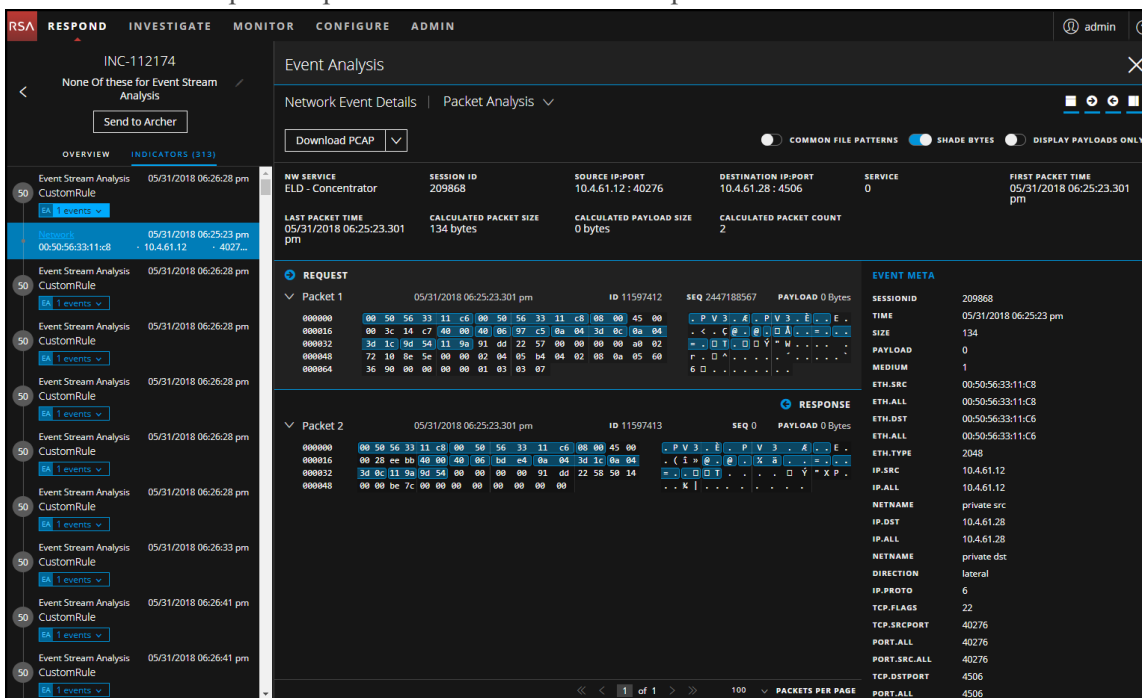 RSA RESPOND INVESTIGATE MONITOR CONFIGURE ADMIN admin
INC-112174
None Of these for Event Stream
Analysis
Send to Archer
OVERVIEW INDICATORS (313)
Event Stream Analysis 05/31/2018 06:26:28 pm
50 CustomRule
EA 1 events
Network 05/31/2018 06:25:23 pm
00:50:56:33:11:c8 · 10.4.61.12 · 4027...
Event Stream Analysis 05/31/2018 06:26:28 pm
50 CustomRule
EA 1 events
Event Stream Analysis 05/31/2018 06:26:28 pm
50 CustomRule
EA 1 events
Event Stream Analysis 05/31/2018 06:26:28 pm
50 CustomRule
EA 1 events
Event Stream Analysis 05/31/2018 06:26:28 pm
50 CustomRule
EA 1 events
Event Stream Analysis 05/31/2018 06:26:28 pm
50 CustomRule
EA 1 events
Event Stream Analysis 05/31/2018 06:26:33 pm
50 CustomRule
EA 1 events
Event Stream Analysis 05/31/2018 06:26:41 pm
50 CustomRule
EA 1 events
Event Stream Analysis 05/31/2018 06:26:41 pm
50 CustomRule
EA 1 events
Event Analysis
Network Event Details | Packet Analysis
Download PCAP COMMON FILE PATTERNS SHADE BYTES DISPLAY PAYLOADS ONLY
NW SERVICE SESSION ID SOURCE IP:PORT DESTINATION IP:PORT SERVICE FIRST PACKET TIME
ELD - Concentrator 209868 10.4.61.12 : 40276 10.4.61.28 : 4506 0 05/31/2018 06:25:23.301
pm
LAST PACKET TIME CALCULATED PACKET SIZE CALCULATED PAYLOAD SIZE CALCULATED PACKET COUNT
05/31/2018 06:25:23.301 134 bytes 0 bytes 2
pm
REQUEST
Packet 1 05/31/2018 06:25:23.301 pm ID 11597412 SEQ 2447188567 PAYLOAD 0 Bytes
000000 00 50 56 33 11 c6 00 50 56 33 11 c8 08 00 45 00
000016 00 3c 14 c7 40 00 40 06 97 c5 0a 04 3d 0c 0a 04
000032 3d 1c 9d 54 11 9a 91 dd 22 57 00 00 00 00 a0 02
000048 72 10 8e 5e 00 00 02 04 05 b4 04 02 08 0a 05 60
000064 36 90 00 00 00 00 01 03 03 07
RESPONSE
Packet 2 05/31/2018 06:25:23.301 pm ID 11597413 SEQ 0 PAYLOAD 0 Bytes
000000 00 50 56 33 11 c8 00 50 56 33 11 c6 08 00 45 00
000016 00 28 ee bb 40 00 40 06 bd e4 0a 04 3d 1c 0a 04
000032 3d 0c 11 9a 9d 54 00 00 00 00 91 dd 22 58 50 14
000048 00 00 be 7c 00 00 00 00 00 00 00 00
1 of 1 100 PACKETS PER PAGE
EVENT META
SESSIONID 209868
TIME 05/31/2018 06:25:23 pm
SIZE 134
PAYLOAD 0
MEDIUM 1
ETH.SRC 00:50:56:33:11:C8
ETH.ALL 00:50:56:33:11:C8
ETH.DST 00:50:56:33:11:C6
ETH.ALL 00:50:56:33:11:C6
ETH.TYPE 2048
IP.SRC 10.4.61.12
IP.ALL 10.4.61.12
NETNAME private src
IP.DST 10.4.61.28
IP.ALL 10.4.61.28
NETNAME private dst
DIRECTION lateral
IP.PROTO 6
TCP.FLAGS 22
TCP.SRCPORT 40276
PORT.ALL 40276
PORT.SRC.ALL 40276
TCP.DSTPORT 4506
PORT.ALL 4506